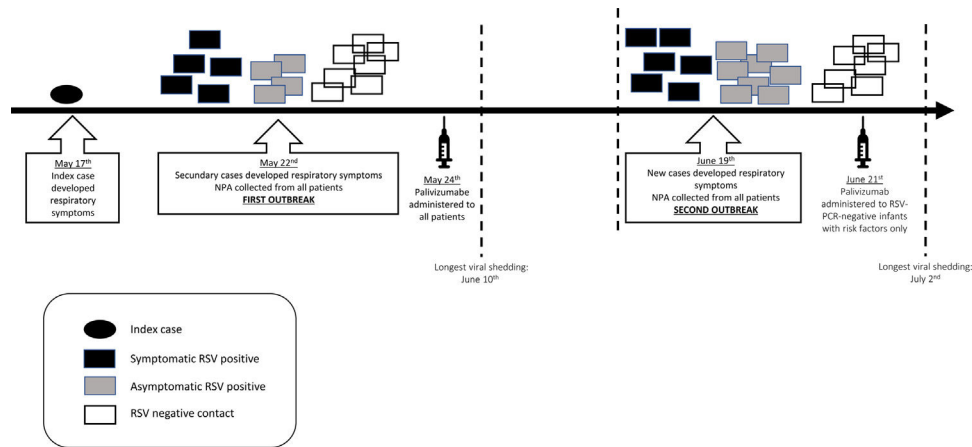 May 17th
Index case
developed
respiratory
symptoms
May 22nd
Secundary cases developed respiratory symptoms
NPA collected from all patients
FIRST OUTBREAK
May 24th
Palivizumabe
administered to
all patients
Longest viral shedding:
June 10th
June 19th
New cases developed respiratory
symptoms
NPA collected from all patients
SECOND OUTBREAK
June 21st
Palivizumab
administered to RSV-
PCR-negative infants
with risk factors only
Longest viral shedding:
July 2nd
Index case
Symptomatic RSV positive
Asymptomatic RSV positive
RSV negative contact